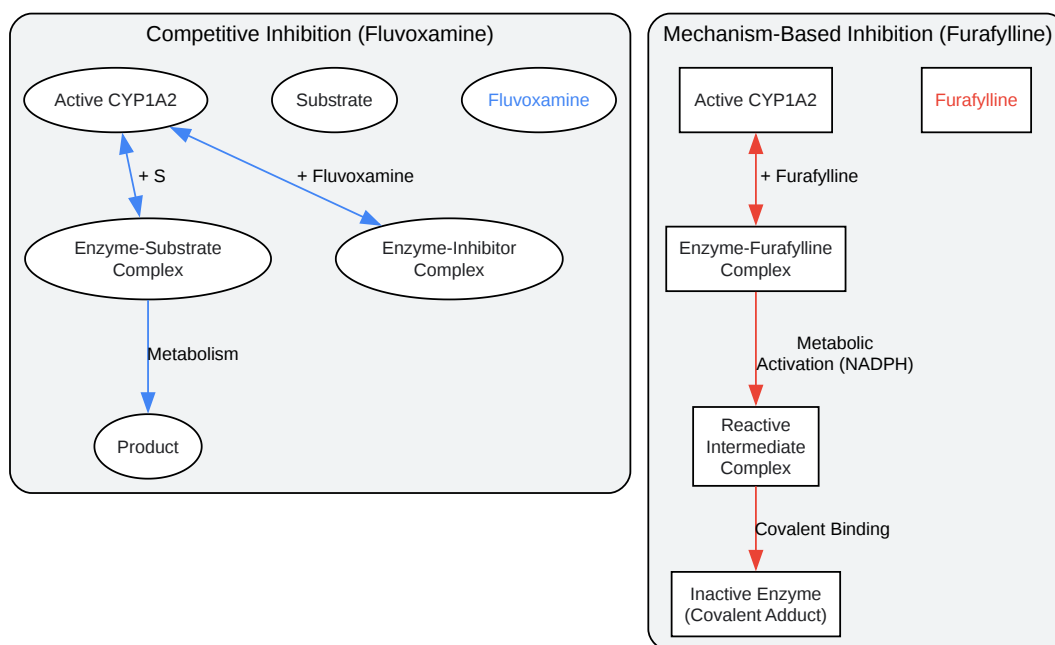 Competitive Inhibition (Fluvoxamine)
Active CYP1A2
Substrate
Fluvoxamine
+ S
+ Fluvoxamine
Enzyme-Substrate
Complex
Enzyme-Inhibitor
Complex
Metabolism
Product
Mechanism-Based Inhibition (Furafylline)
Active CYP1A2
Furafylline
+ Furafylline
Enzyme-Furafylline
Complex
Metabolic
Activation (NADPH)
Reactive
Intermediate
Complex
Covalent Binding
Inactive Enzyme
(Covalent Adduct)